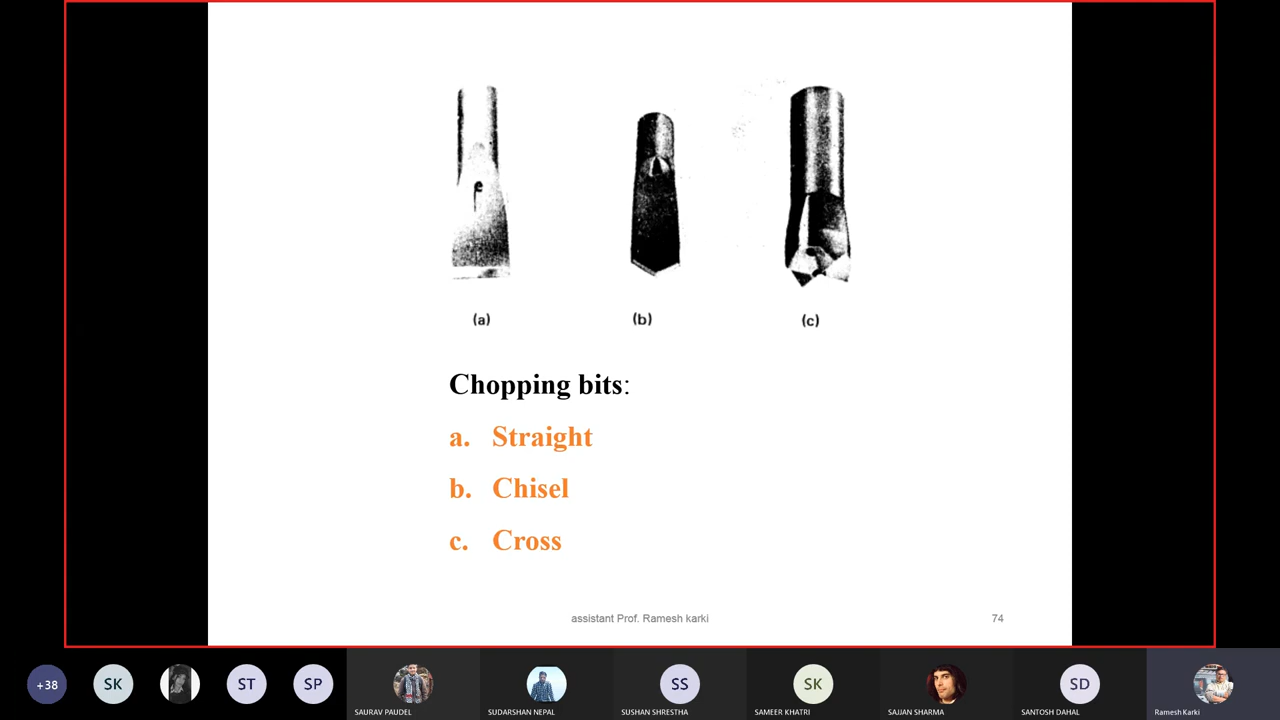 (a) (b) (c)
Chopping bits:
a. Straight
b. Chisel
c. Cross
assistant Prof. Ramesh karki 74
+38 SK ST SP SS SK SD
SAURAV PAUDEL SUDARSHAN NEPAL SUSHAN SHRESTHA SAMEER KHATRI SAJJAN SHARMA SANTOSH DAHAL Ramesh Karki